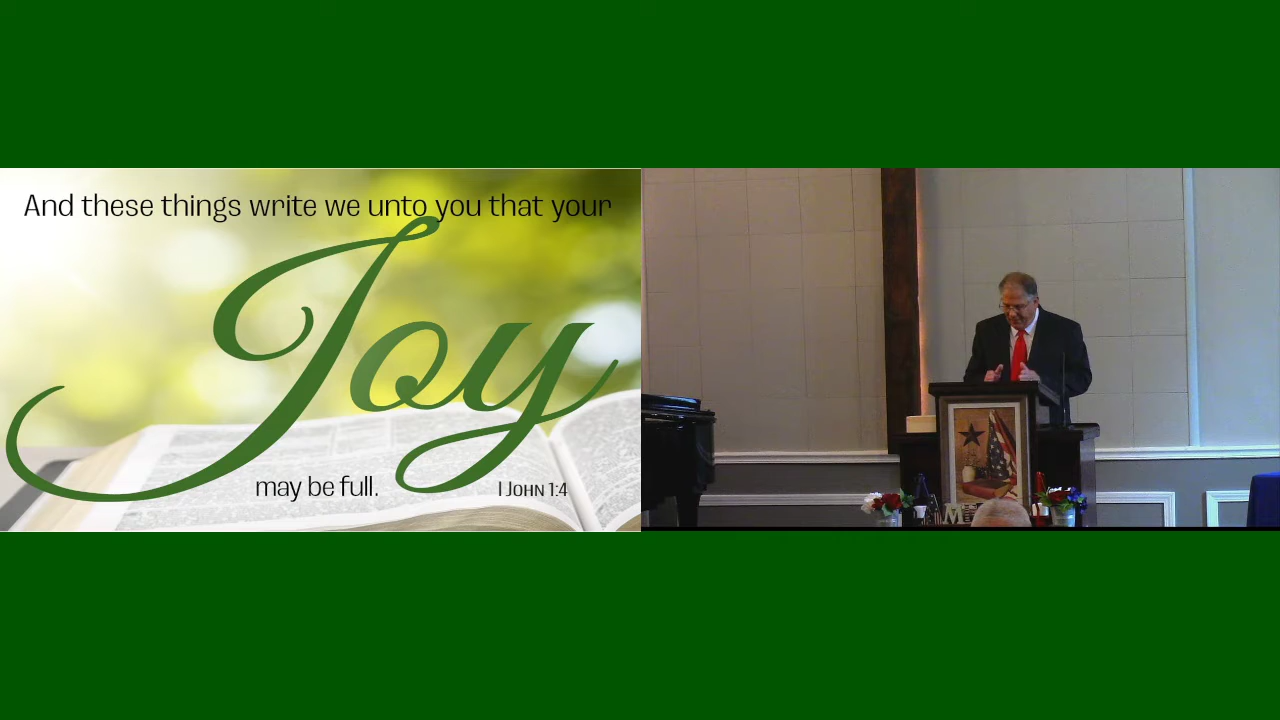 And these things write we unto you that your
Joy
may be full.
I JOHN 1:4
M